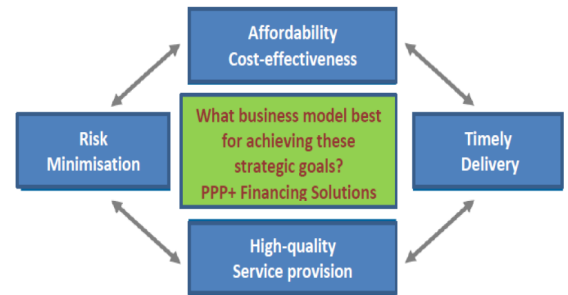 Affordability
Cost-effectiveness
Risk
Minimisation
What business model best
for achieving these
strategic goals?
PPP+ Financing Solutions
Timely
Delivery
High-quality
Service provision